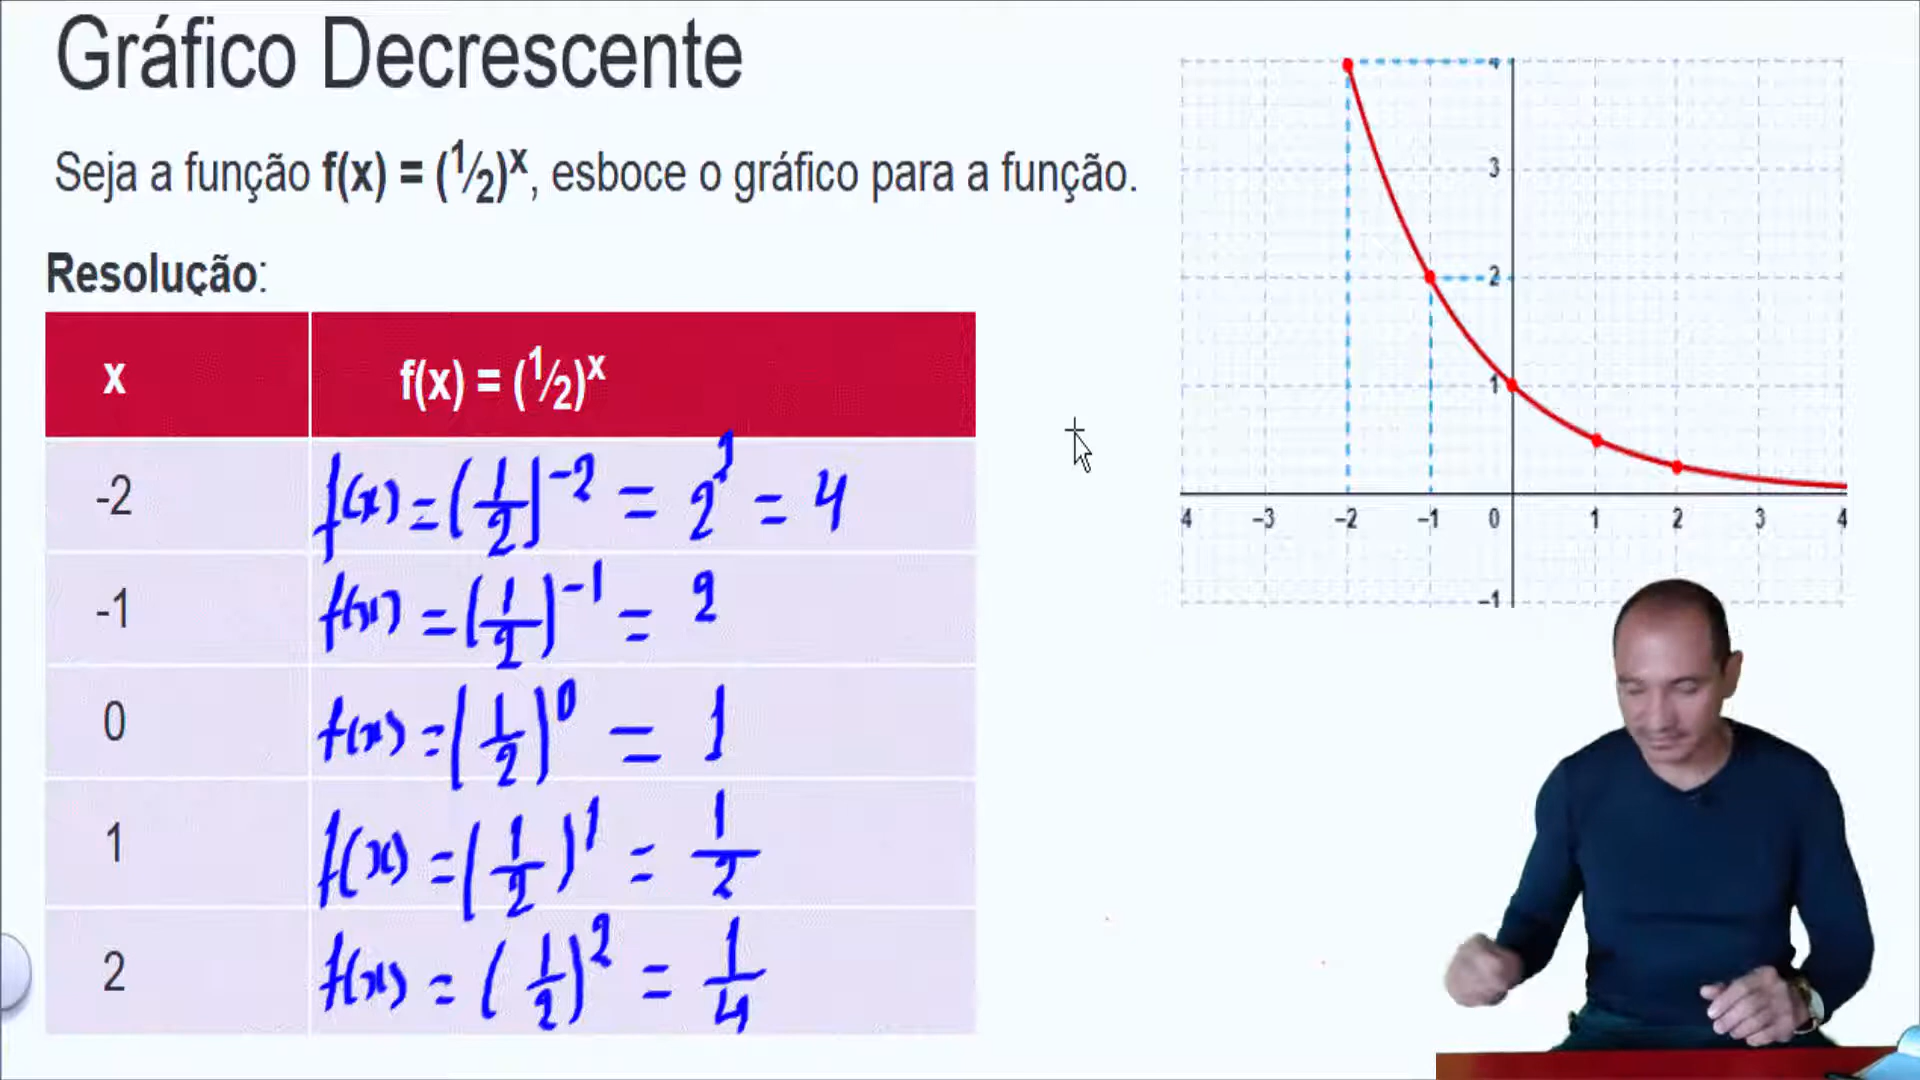 Gráfico Decrescente
Seja a função f(x) = (½)ˣ, esboce o gráfico para a função.
Resolução:
x f(x) = (½)ˣ
-2 f(x) = (1/2)⁻² = 2² = 4
-1 f(x) = (1/2)⁻¹ = 2
0 f(x) = (1/2)⁰ = 1
1 f(x) = (1/2)¹ = 1/2
2 f(x) = (1/2)² = 1/4
4
3
2
1
4 −3 −2 −1 0 1 2 3 4
−1